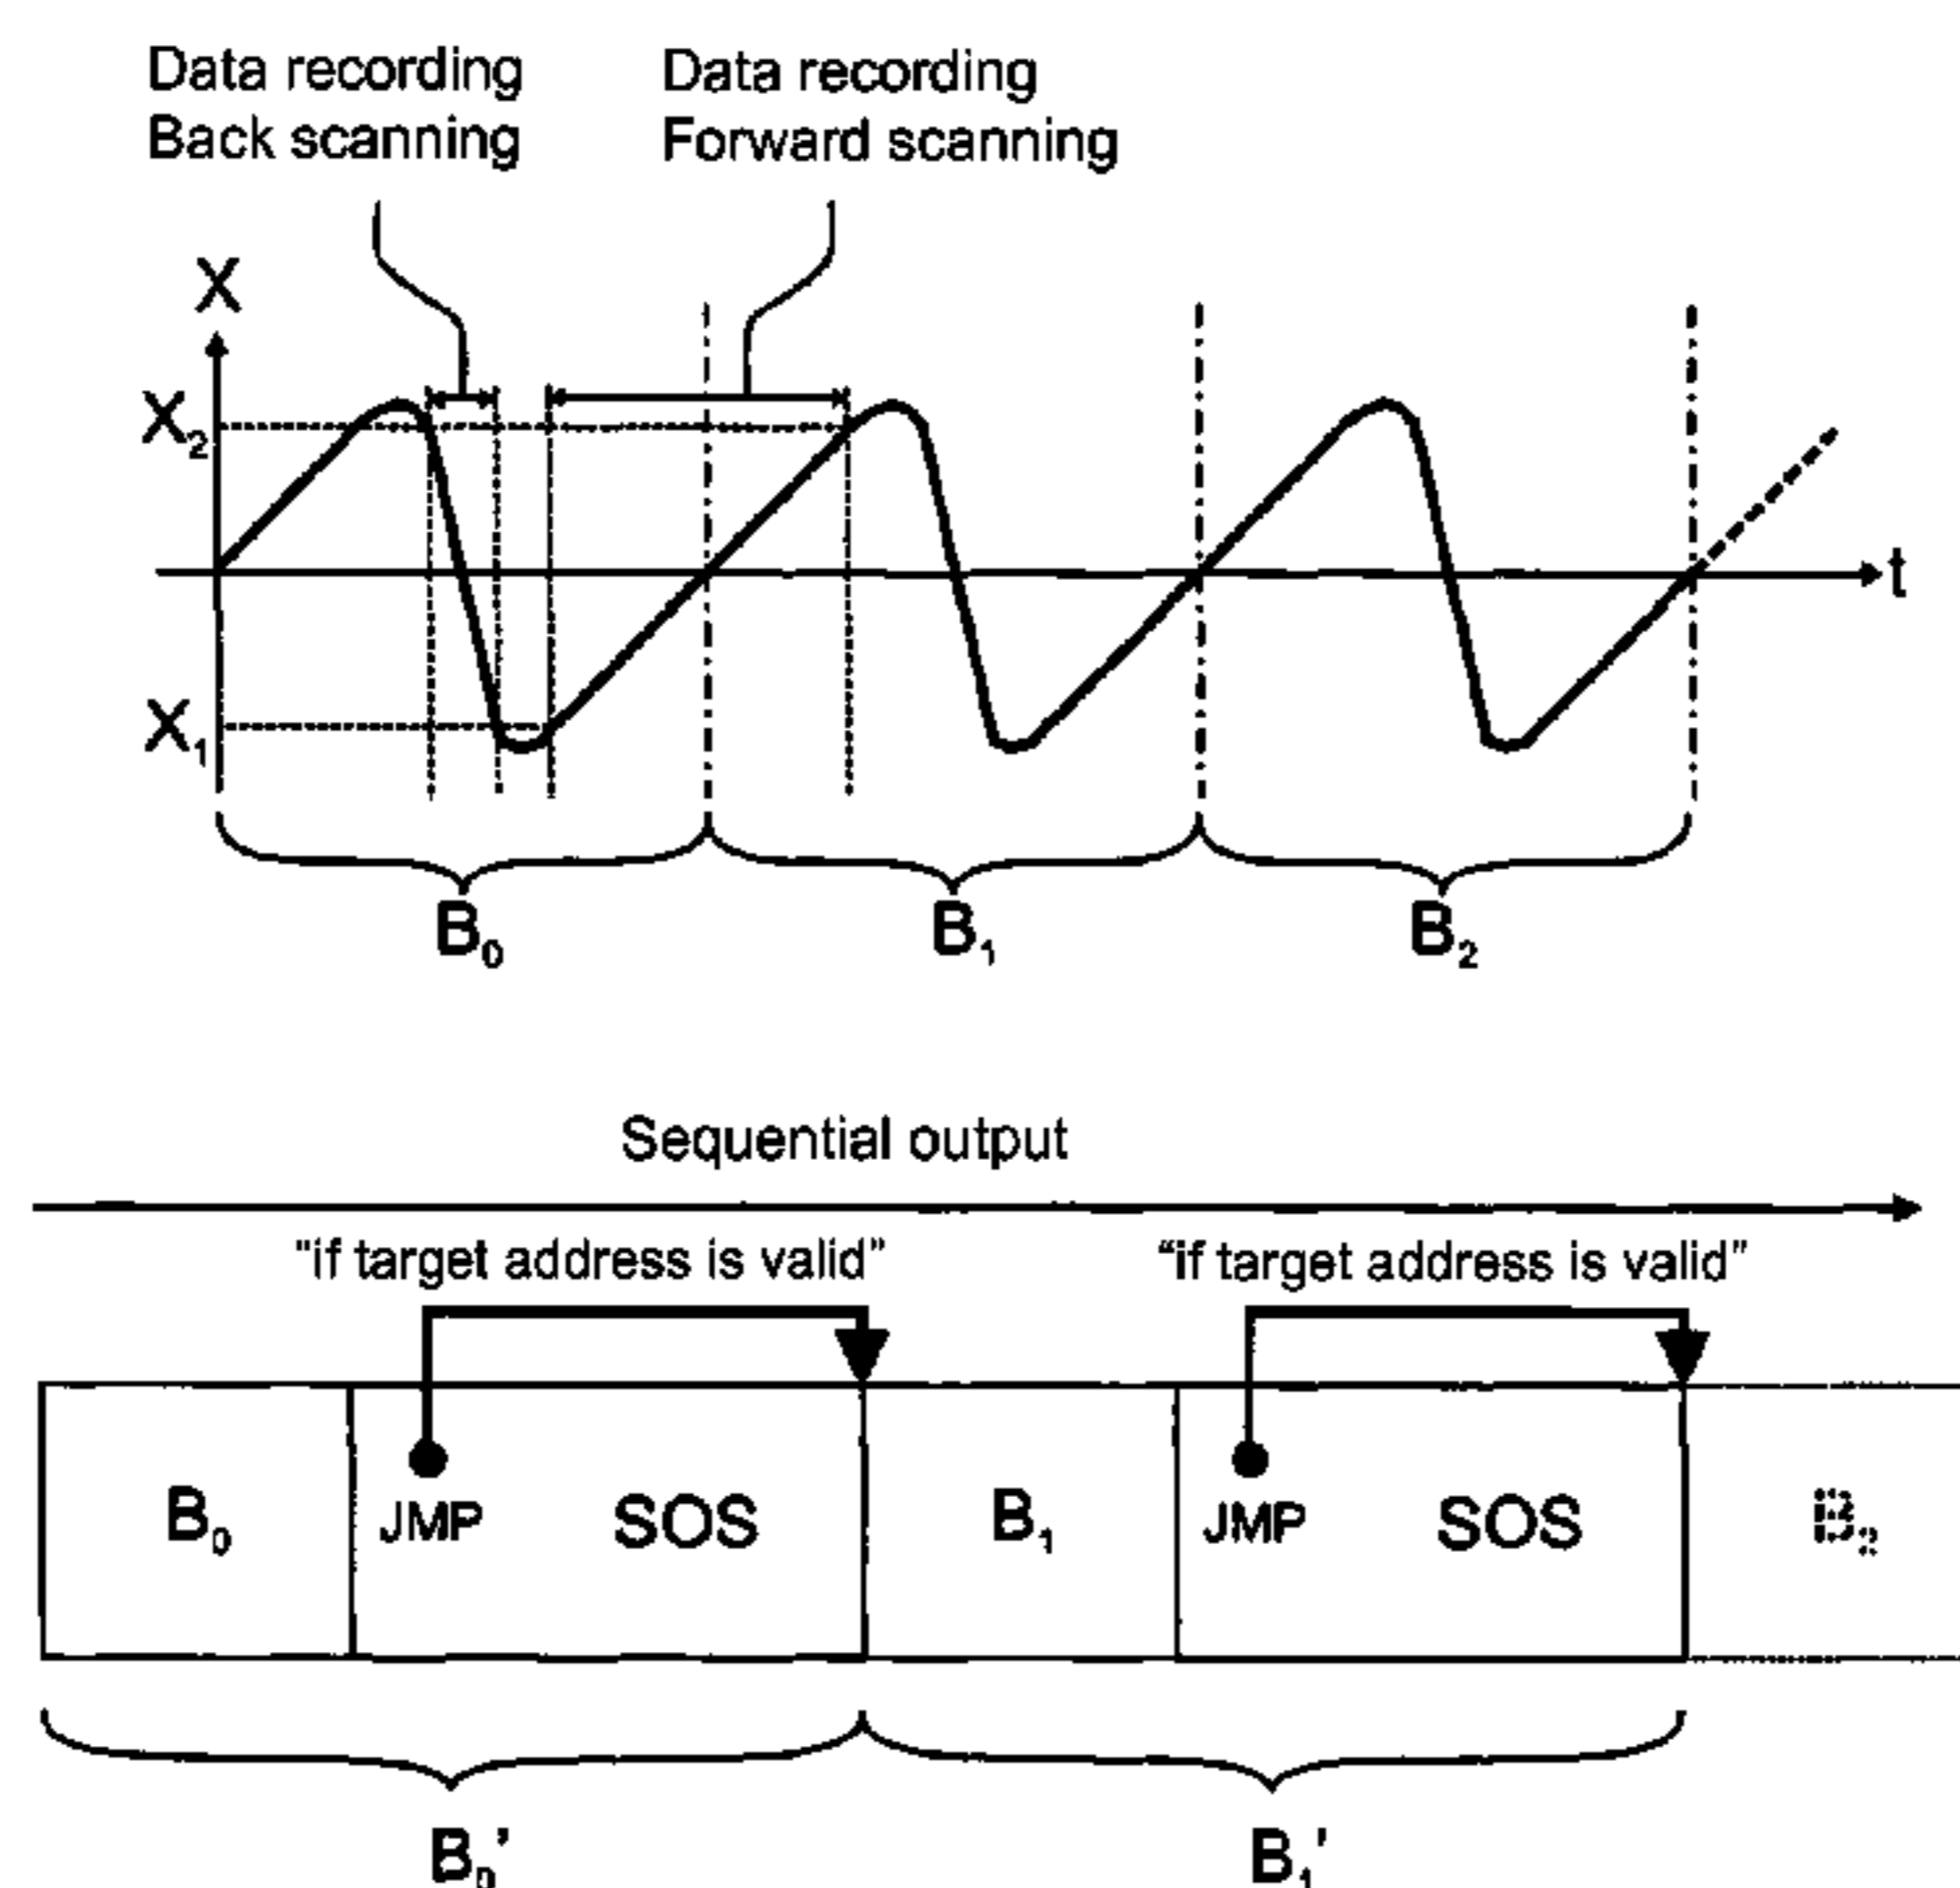 Data recording
Back scanning
Data recording
Forward scanning
X
X₂
t
X₁
B₀
B₁
B₂
Sequential output
"if target address is valid"
"if target address is valid"
B₀
JMP
SOS
B₁
JMP
SOS
B₂
B₀'
B₁'